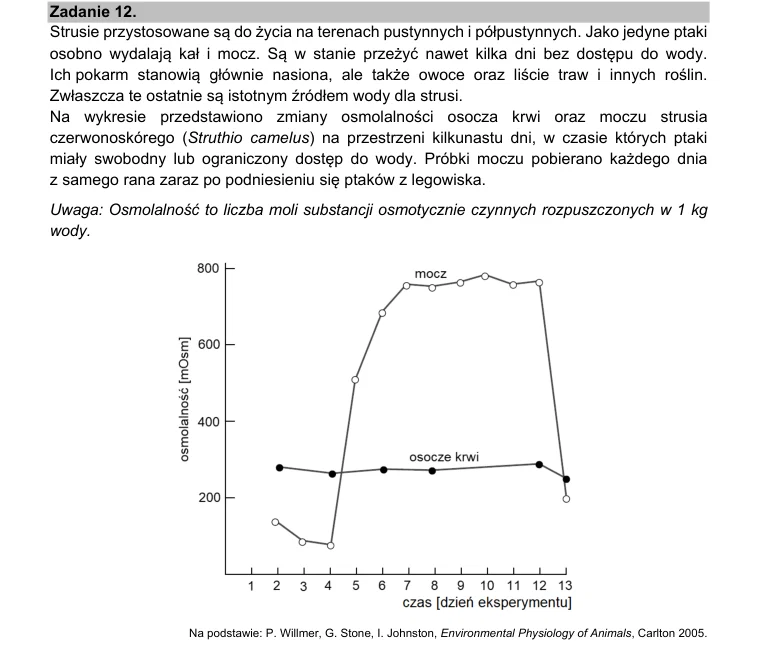 Zadanie 12.
Strusie przystosowane są do życia na terenach pustynnych i półpustynnych. Jako jedyne ptaki
osobno wydalają kał i mocz. Są w stanie przeżyć nawet kilka dni bez dostępu do wody.
Ich pokarm stanowią głównie nasiona, ale także owoce oraz liście traw i innych roślin.
Zwłaszcza te ostatnie są istotnym źródłem wody dla strusi.
Na wykresie przedstawiono zmiany osmolalności osocza krwi oraz moczu strusia
czerwonoskórego (Struthio camelus) na przestrzeni kilkunastu dni, w czasie których ptaki
miały swobodny lub ograniczony dostęp do wody. Próbki moczu pobierano każdego dnia
z samego rana zaraz po podniesieniu się ptaków z legowiska.
Uwaga: Osmolalność to liczba moli substancji osmotycznie czynnych rozpuszczonych w 1 kg
wody.
800
mocz
600
osmolalność [mOsm]
400
osocze krwi
200
1 2 3 4 5 6 7 8 9 10 11 12 13
czas [dzień eksperymentu]
Na podstawie: P. Willmer, G. Stone, I. Johnston, Environmental Physiology of Animals, Carlton 2005.